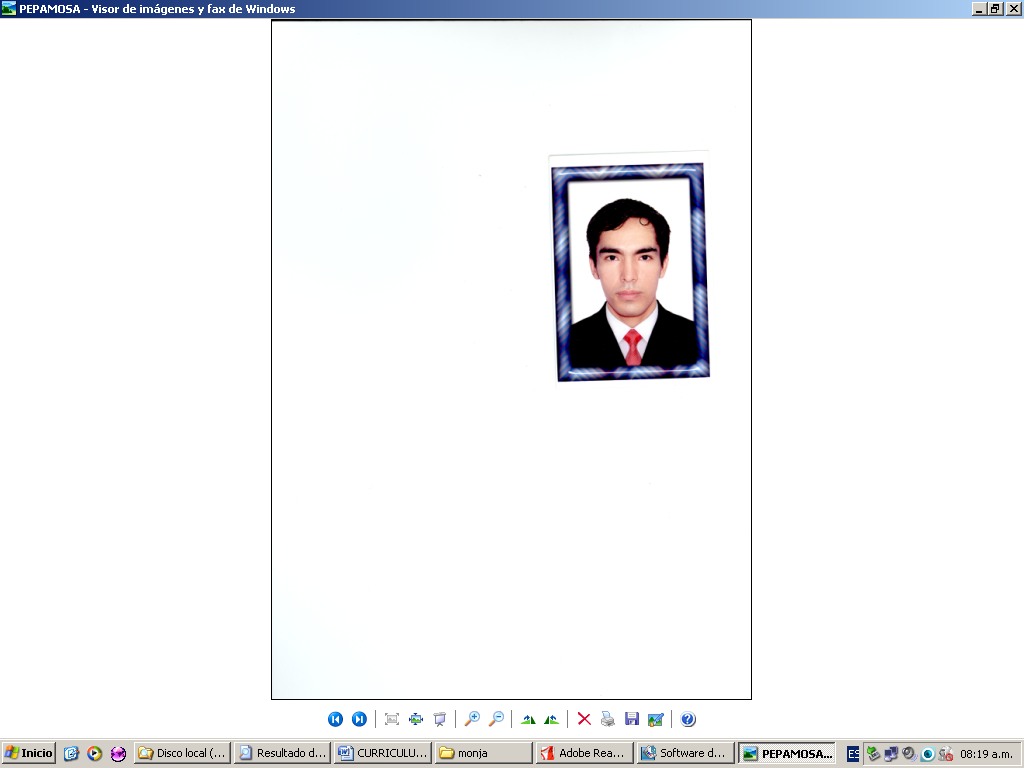 PEPAMOSA - Visor de imágenes y fax de Windows
Inicio
Disco local (...
Resultado d...
CURRICULU...
monja
Adobe Rea...
Software d...
PEPAMOSA...
ES
08:19 a.m.